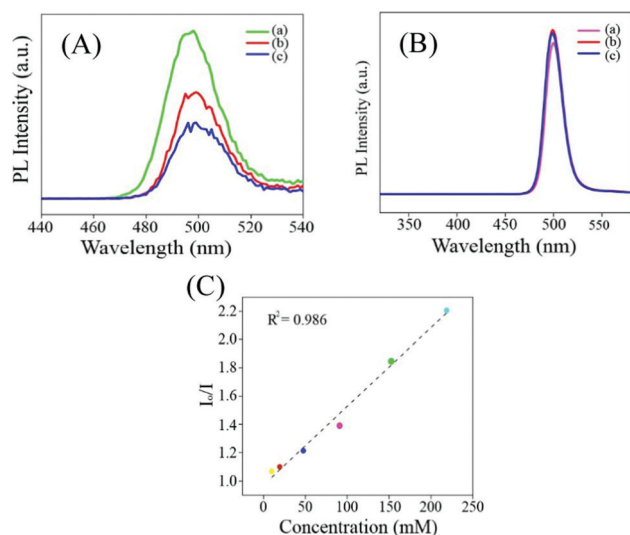 (A)
(a)
(b)
(c)
PL Intensity (a.u.)
440 460 480 500 520 540
Wavelength (nm)
(B)
(a)
(b)
(c)
PL Intensity (a.u.)
350 400 450 500 550
Wavelength (nm)
(C)
R²= 0.986
I₀/I
2.2
2.0
1.8
1.6
1.4
1.2
1.0
0 50 100 150 200 250
Concentration (mM)